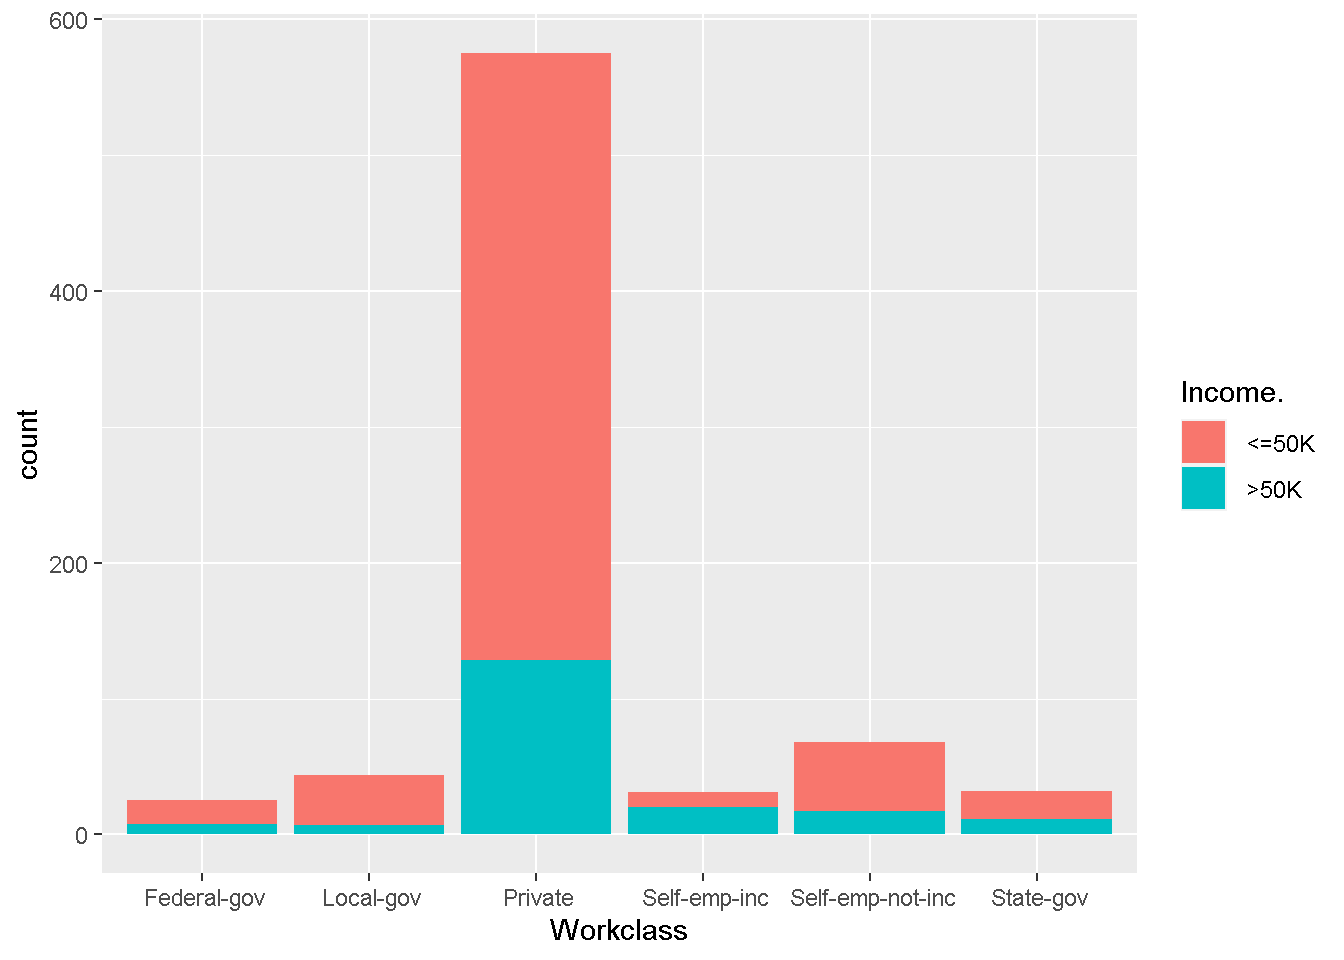 600
400
200
0
count
Federal-gov
Local-gov
Private
Self-emp-inc
Self-emp-not-inc
State-gov
Workclass
Income.
<=50K
>50K